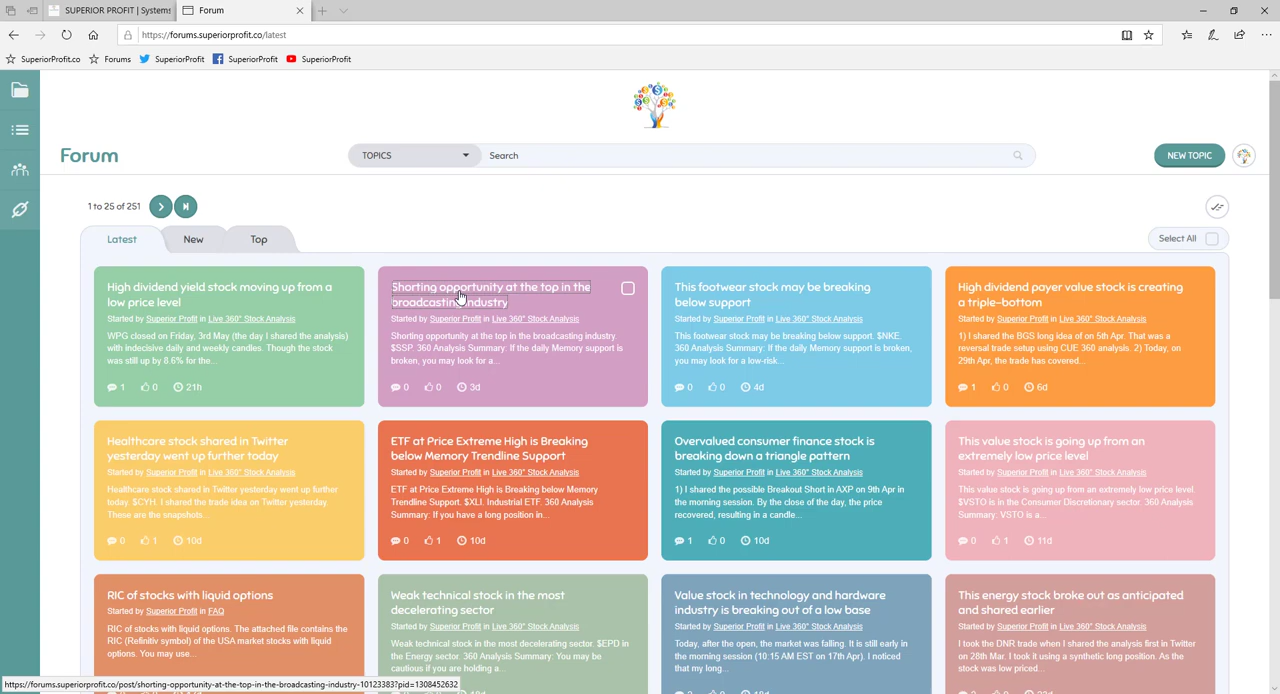 SUPERIOR PROFIT | Systems
Forum
https://forums.superiorprofit.co/latest
SuperiorProfit.co
Forums
SuperiorProfit
SuperiorProfit
SuperiorProfit
Forum
TOPICS
Search
NEW TOPIC
1 to 25 of 251
Latest
New
Top
Select All
High dividend yield stock moving up from a
low price level
Started by Superior Profit in Live 360° Stock Analysis
WPG closed on Friday, 3rd May (the day I shared the analysis)
with indecisive daily and weekly candles. Though the stock
was still up by 8.6% for the...
1 0 21h
Shorting opportunity at the top in the
broadcasting industry
Started by Superior Profit in Live 360° Stock Analysis
Shorting opportunity at the top in the broadcasting industry.
$SSP. 360 Analysis Summary: If the daily Memory support is
broken, you may look for a...
0 0 3d
This footwear stock may be breaking
below support
Started by Superior Profit in Live 360° Stock Analysis
This footwear stock may be breaking below support. $NKE.
360 Analysis Summary: If the daily Memory support is broken,
you may look for a low-risk...
0 0 4d
High dividend payer value stock is creating
a triple-bottom
Started by Superior Profit in Live 360° Stock Analysis
1) I shared the BGS long idea of on 5th Apr. That was a
reversal trade setup using CUE 360 analysis. 2) Today, on
29th Apr, the trade has covered...
1 0 6d
Healthcare stock shared in Twitter
yesterday went up further today
Started by Superior Profit in Live 360° Stock Analysis
Healthcare stock shared in Twitter yesterday went up further
today. $CYH. I shared the trade idea on Twitter yesterday.
These are the snapshots...
0 1 10d
ETF at Price Extreme High is Breaking
below Memory Trendline Support
Started by Superior Profit in Live 360° Stock Analysis
ETF at Price Extreme High is Breaking below Memory
Trendline Support. $XLI. Industrial ETF. 360 Analysis
Summary: If you have a long position in...
0 1 10d
Overvalued consumer finance stock is
breaking down a triangle pattern
Started by Superior Profit in Live 360° Stock Analysis
1) I shared the possible Breakout Short in AXP on 9th Apr in
the morning session. By the close of the day, the price
recovered, resulting in a candle...
1 0 10d
This value stock is going up from an
extremely low price level
Started by Superior Profit in Live 360° Stock Analysis
This value stock is going up from an extremely low price level.
$VSTO is in the Consumer Discretionary sector. 360 Analysis
Summary: VSTO is a...
0 1 11d
RIC of stocks with liquid options
Started by Superior Profit in FAQ
RIC of stocks with liquid options. The attached file contains the
RIC (Refinitiv symbol) of the USA market stocks with liquid
options. You may use...
Weak technical stock in the most
decelerating sector
Started by Superior Profit in Live 360° Stock Analysis
Weak technical stock in the most decelerating sector. $EPD in
the Energy sector. 360 Analysis Summary: You may be
cautious if you are holding a...
Value stock in technology and hardware
industry is breaking out of a low base
Started by Superior Profit in Live 360° Stock Analysis
Today, after the open, the market was falling. It is still early in
the morning session (10:15 AM EST on 17th Apr). I noticed
that my long...
This energy stock broke out as anticipated
and shared earlier
Started by Superior Profit in Live 360° Stock Analysis
I took the DNR trade when I shared the analysis first in Twitter
on 28th Mar. I took it using a synthetic long position. As the
stock was low priced...
https://forums.superiorprofit.co/post/shorting-opportunity-at-the-top-in-the-broadcasting-industry-10123383?pid=1308452632